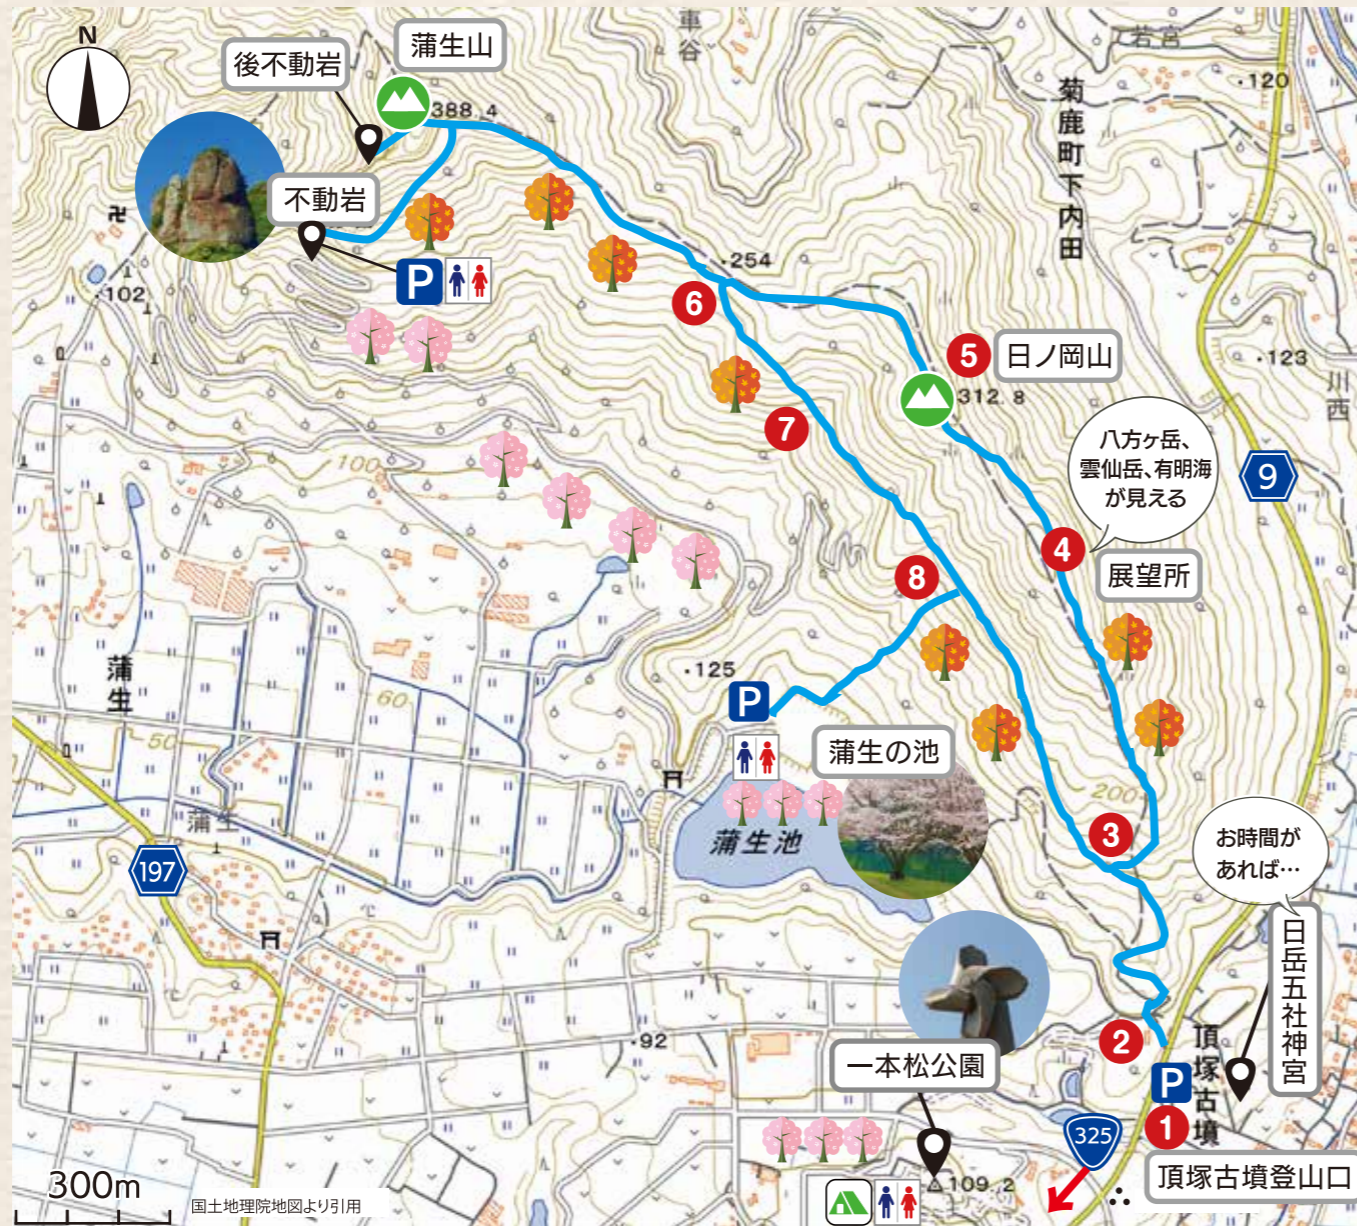 N
車谷
若宮
・120
後不動岩
蒲生山
388.4
菊鹿町下内田
不動岩
卍
・102
P
・254
6
5
日ノ岡山
312.8
・123
川西
7
八方ヶ岳、
雲仙岳、有明海
が見える
9
100
4
展望所
8
蒲生
60
50
・125
P
蒲生の池
蒲生池
200
3
お時間が
あれば…
蒲生
197
日岳五社神宮
・92
2
頂塚古墳
一本松公園
P
1
325
頂塚古墳登山口
109.2
300m
国土地理院地図より引用